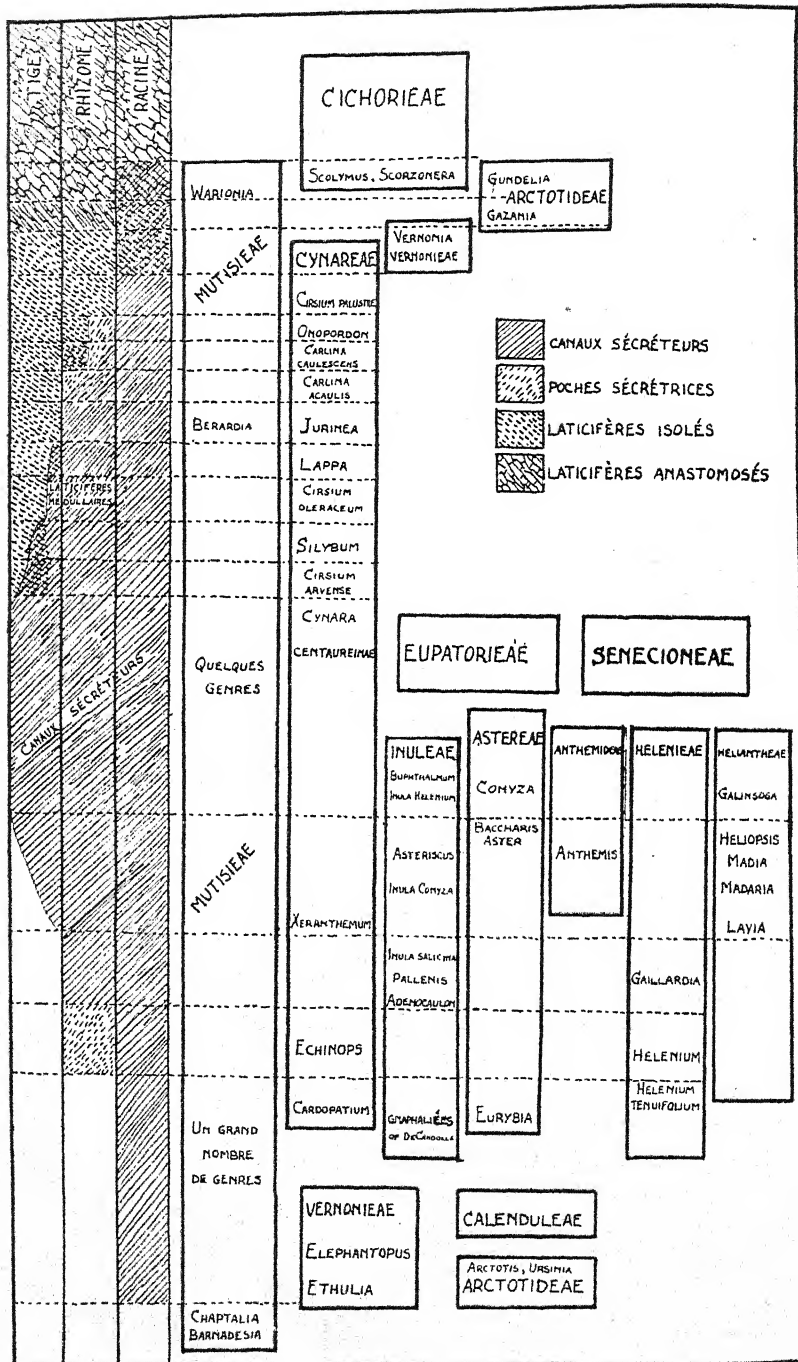 TIGE
RHIZOME
RACINE
CICHORIEAE
SCOLYMUS, SCORZONERA
GUNDELIA
ARCTOTIDEAE
GAZANIA
WARIONIA
MUTISIEAE
VERNONIA
VERNONIEAE
CYNAREAE
CIRSIUM PALUSTRE
ONOPORDON
CARLINA
CAULESCENS
CARLINA
ACAULIS
BERARDIA
JURINEA
LAPPA
CIRSIUM
OLERACEUM
SILYBUM
CIRSIUM
ARVENSE
CYNARA
CENTAUREINAE
CANAUX SÉCRÉTEURS
POCHES SÉCRÉTRICES
LATICIFÈRES ISOLÉS
LATICIFÈRES ANASTOMOSÉS
LATICIFÈRES
MÉDULLAIRES
CANAUX SÉCRÉTEURS
QUELQUES
GENRES
MUTISIEAE
EUPATORIEAE
SENECIONEAE
INULEAE
BUPHTHALMUM
INULA HELENIUM
ASTERISCUS
INULA CONYZA
INULA SALICINA
PALLENIS
ADENOCAULON
GNAPHALIÉES
OF DECANDOLLE
ASTEREAE
CONYZA
BACCHARIS
ASTER
EURYBIA
ANTHEMIDEAE
ANTHEMIS
HELENIEAE
GAILLARDIA
HELENIUM
HELENIUM
TENUIFOLIUM
HELIANTHEAE
GALINSOGA
HELIOPSIS
MADIA
MADARIA
LAYIA
XERANTHEMUM
ECHINOPS
CARDOPATIUM
UN GRAND
NOMBRE
DE GENRES
VERNONIEAE
ELEPHANTOPUS
ETHULIA
CALENDULEAE
ARCTOTIS, URSINIA
ARCTOTIDEAE
CHAPTALIA
BARNADESIA